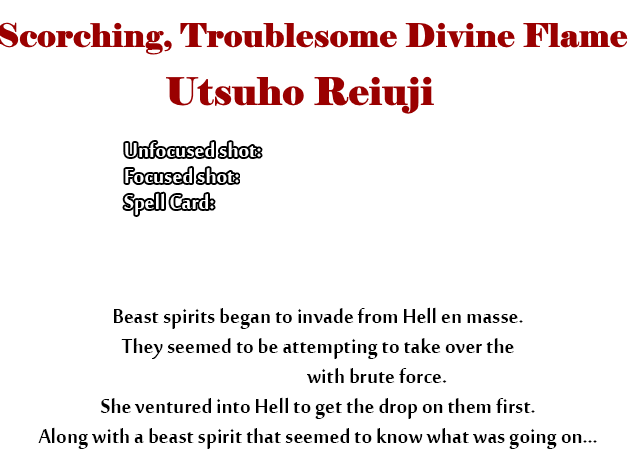 Scorching, Troublesome Divine Flame
Utsuho Reiuji
Unfocused shot:
Focused shot:
Spell Card:
Beast spirits began to invade from Hell en masse.
They seemed to be attempting to take over the
with brute force.
She ventured into Hell to get the drop on them first.
Along with a beast spirit that seemed to know what was going on...